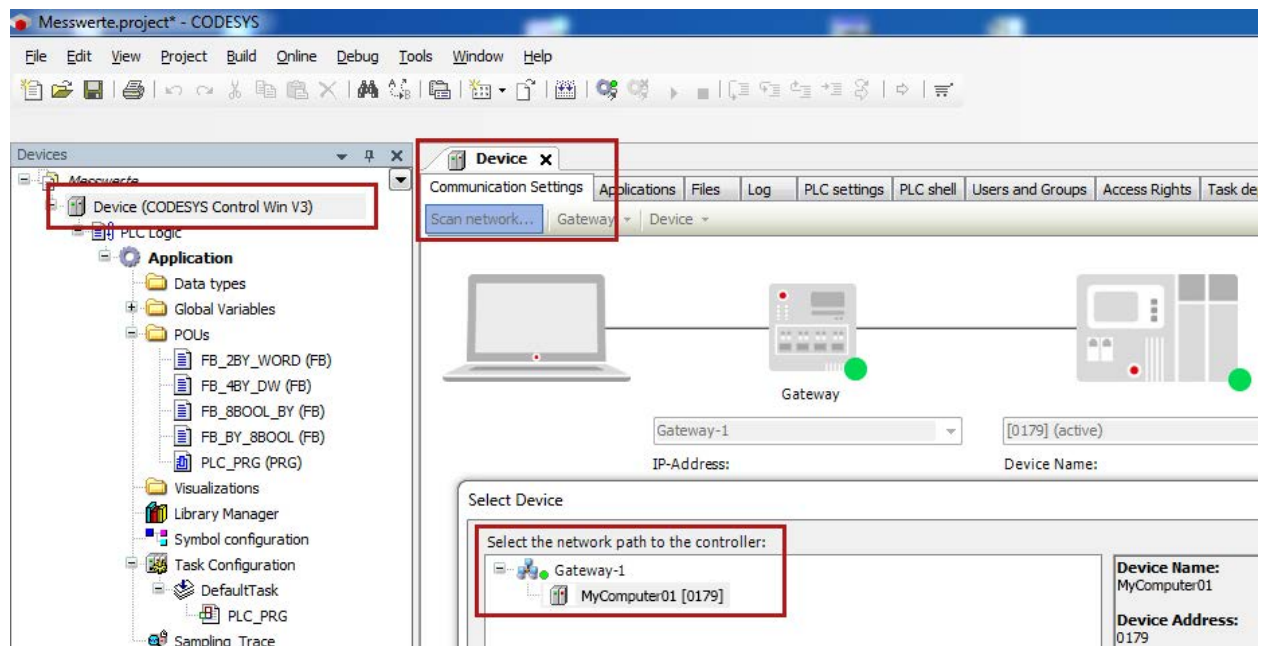 Messwerte.project* - CODESYS
File Edit View Project Build Online Debug Tools Window Help
Devices
Messwerte
Device (CODESYS Control Win V3)
PLC Logic
Application
Data types
Global Variables
POUs
FB_2BY_WORD (FB)
FB_4BY_DW (FB)
FB_8BOOL_BY (FB)
FB_BY_8BOOL (FB)
PLC_PRG (PRG)
Visualizations
Library Manager
Symbol configuration
Task Configuration
DefaultTask
PLC_PRG
Sampling_Trace
Device
Communication Settings Applications Files Log PLC settings PLC shell Users and Groups Access Rights Task de
Scan network... Gateway Device
Gateway
Gateway-1 [0179] (active)
IP-Address: Device Name:
Select Device
Select the network path to the controller:
Gateway-1
MyComputer01 [0179]
Device Name:
MyComputer01
Device Address:
0179